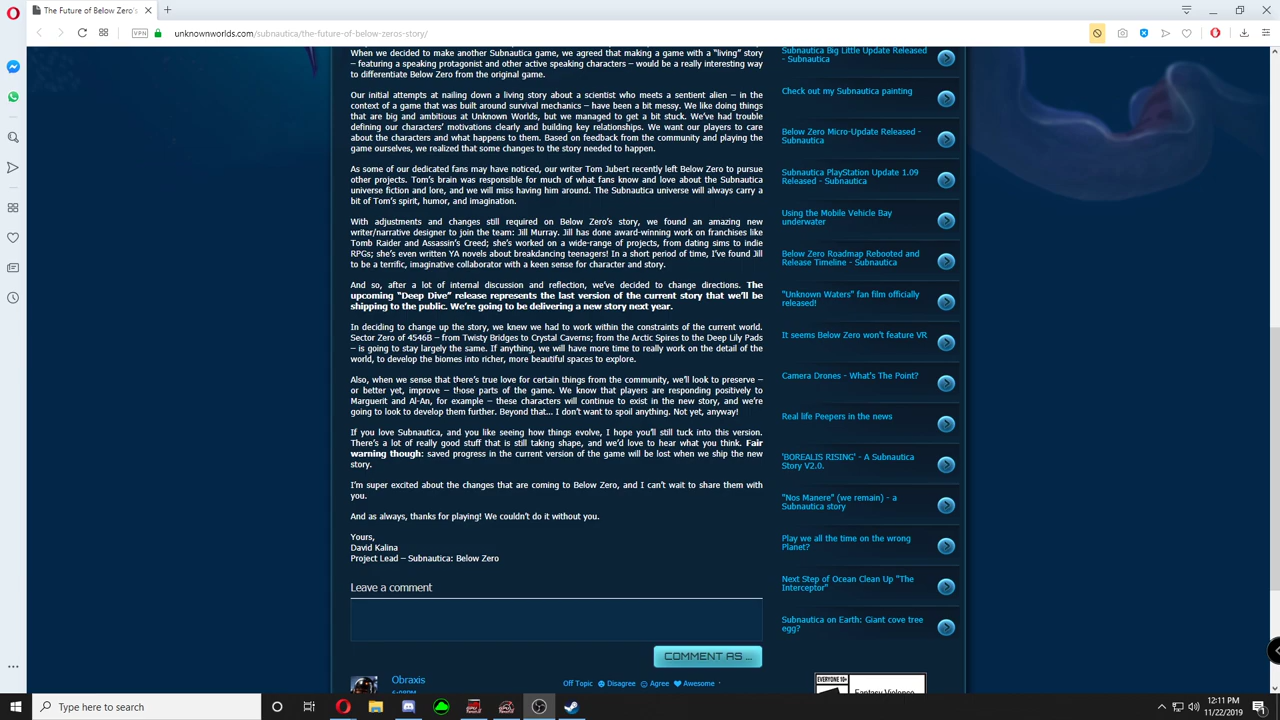 The Future of Below Zero's
VPN
unknownworlds.com/subnautica/the-future-of-below-zeros-story/
When we decided to make another Subnautica game, we agreed that making a game with a “living” story
– featuring a speaking protagonist and other active speaking characters – would be a really interesting way
to differentiate Below Zero from the original game.
Our initial attempts at nailing down a living story about a scientist who meets a sentient alien – in the
context of a game that was built around survival mechanics – have been a bit messy. We like doing things
that are big and ambitious at Unknown Worlds, but we managed to get a bit stuck. We’ve had trouble
defining our characters’ motivations clearly and building key relationships. We want our players to care
about the characters and what happens to them. Based on feedback from the community and playing the
game ourselves, we realized that some changes to the story needed to happen.
As some of our dedicated fans may have noticed, our writer Tom Jubert recently left Below Zero to pursue
other projects. Tom’s brain was responsible for much of what fans know and love about the Subnautica
universe fiction and lore, and we will miss having him around. The Subnautica universe will always carry a
bit of Tom’s spirit, humor, and imagination.
With adjustments and changes still required on Below Zero’s story, we found an amazing new
writer/narrative designer to join the team: Jill Murray. Jill has done award-winning work on franchises like
Tomb Raider and Assassin’s Creed; she’s worked on a wide-range of projects, from dating sims to indie
RPGs; she’s even written YA novels about breakdancing teenagers! In a short period of time, I’ve found Jill
to be a terrific, imaginative collaborator with a keen sense for character and story.
And so, after a lot of internal discussion and reflection, we’ve decided to change directions. The
upcoming “Deep Dive” release represents the last version of the current story that we’ll be
shipping to the public. We’re going to be delivering a new story next year.
In deciding to change up the story, we knew we had to work within the constraints of the current world.
Sector Zero of 4546B – from Twisty Bridges to Crystal Caverns; from the Arctic Spires to the Deep Lily Pads
– is going to stay largely the same. If anything, we will have more time to really work on the detail of the
world, to develop the biomes into richer, more beautiful spaces to explore.
Also, when we sense that there’s true love for certain things from the community, we’ll look to preserve –
or better yet, improve – those parts of the game. We know that players are responding positively to
Marguerit and Al-An, for example – these characters will continue to exist in the new story, and we’re
going to look to develop them further. Beyond that… I don’t want to spoil anything. Not yet, anyway!
If you love Subnautica, and you like seeing how things evolve, I hope you’ll still tuck into this version.
There’s a lot of really good stuff that is still taking shape, and we’d love to hear what you think. Fair
warning though: saved progress in the current version of the game will be lost when we ship the new
story.
I’m super excited about the changes that are coming to Below Zero, and I can’t wait to share them with
you.
And as always, thanks for playing! We couldn’t do it without you.
Yours,
David Kalina
Project Lead – Subnautica: Below Zero
Leave a comment
COMMENT AS ...
Obraxis
6:08PM
Off Topic Disagree Agree Awesome
Subnautica Big Little Update Released
- Subnautica
Check out my Subnautica painting
Below Zero Micro-Update Released -
Subnautica
Subnautica PlayStation Update 1.09
Released - Subnautica
Using the Mobile Vehicle Bay
underwater
Below Zero Roadmap Rebooted and
Release Timeline - Subnautica
"Unknown Waters" fan film officially
released!
It seems Below Zero won't feature VR
Camera Drones - What's The Point?
Real life Peepers in the news
'BOREALIS RISING' - A Subnautica
Story V2.0.
"Nos Manere" (we remain) - a
Subnautica story
Play we all the time on the wrong
Planet?
Next Step of Ocean Clean Up "The
Interceptor"
Subnautica on Earth: Giant cove tree
egg?
EVERYONE 10+
Fantasy Violence
Type here to search
12:11 PM
11/22/2019
1